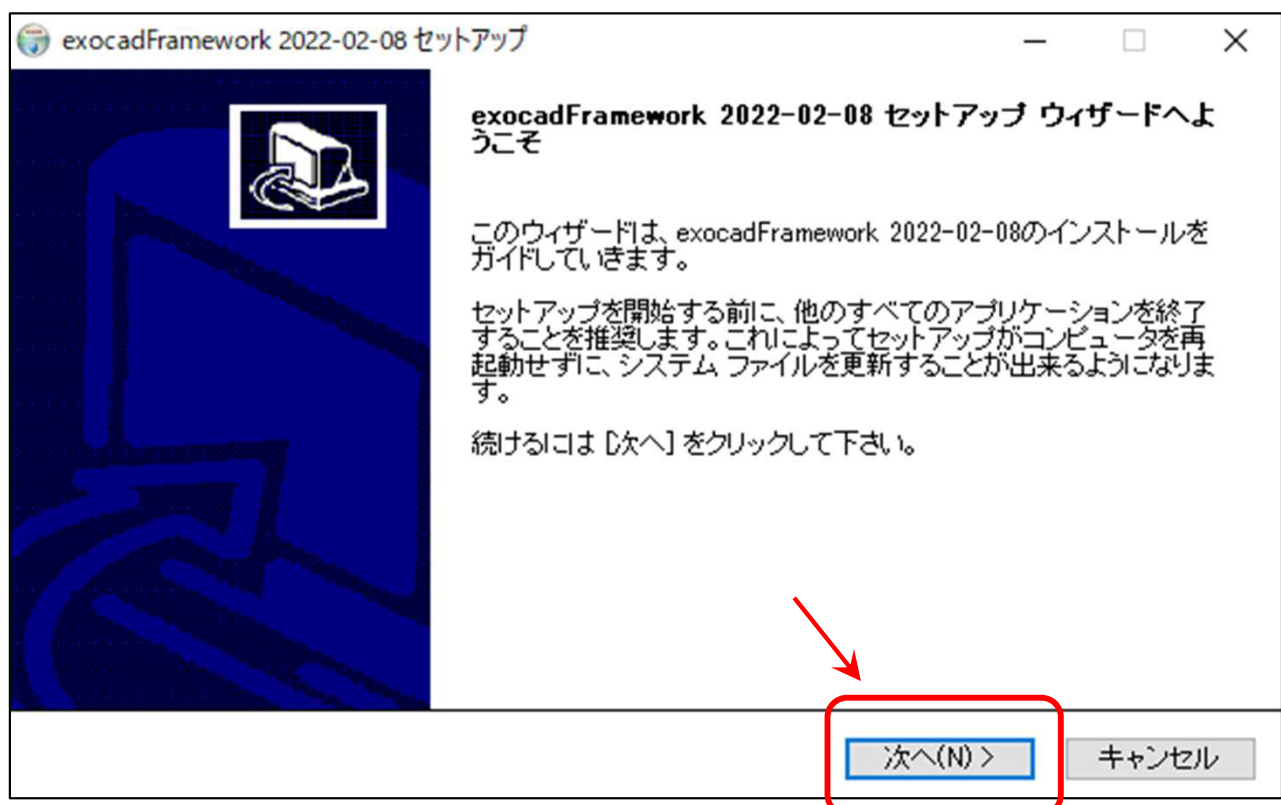 exocadFramework 2022-02-08 セットアップ
exocadFramework 2022-02-08 セットアップ ウィザードへよ
うこそ
このウィザードは、exocadFramework 2022-02-08のインストールを
ガイドしていきます。
セットアップを開始する前に、他のすべてのアプリケーションを終了
することを推奨します。これによってセットアップがコンピュータを再
起動せずに、システム ファイルを更新することが出来るようになりま
す。
続けるには [次へ] をクリックして下さい。
次へ(N) >
キャンセル